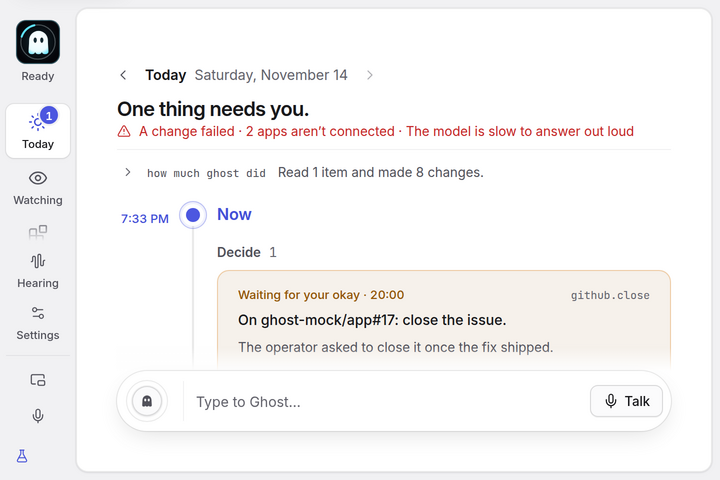 Ready
1
Today
Watching
Hearing
Settings
Today Saturday, November 14
One thing needs you.
A change failed · 2 apps aren’t connected · The model is slow to answer out loud
how much ghost did Read 1 item and made 8 changes.
7:33 PM Now
Decide 1
Waiting for your okay · 20:00 github.close
On ghost-mock/app#17: close the issue.
The operator asked to close it once the fix shipped.
Type to Ghost...
Talk